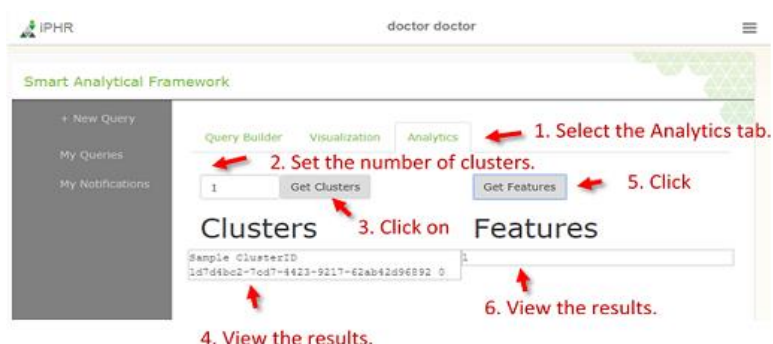 IPHR
doctor doctor
Smart Analytical Framework
+ New Query
My Queries
My Notifications
Query Builder Visualization Analytics
1. Select the Analytics tab.
2. Set the number of clusters.
1 Get Clusters
Get Features
5. Click
3. Click on
Clusters
Features
Sample ClusterID
1d7d4bc2-7cd7-4423-9217-62ab42d96892 0
1
4. View the results.
6. View the results.